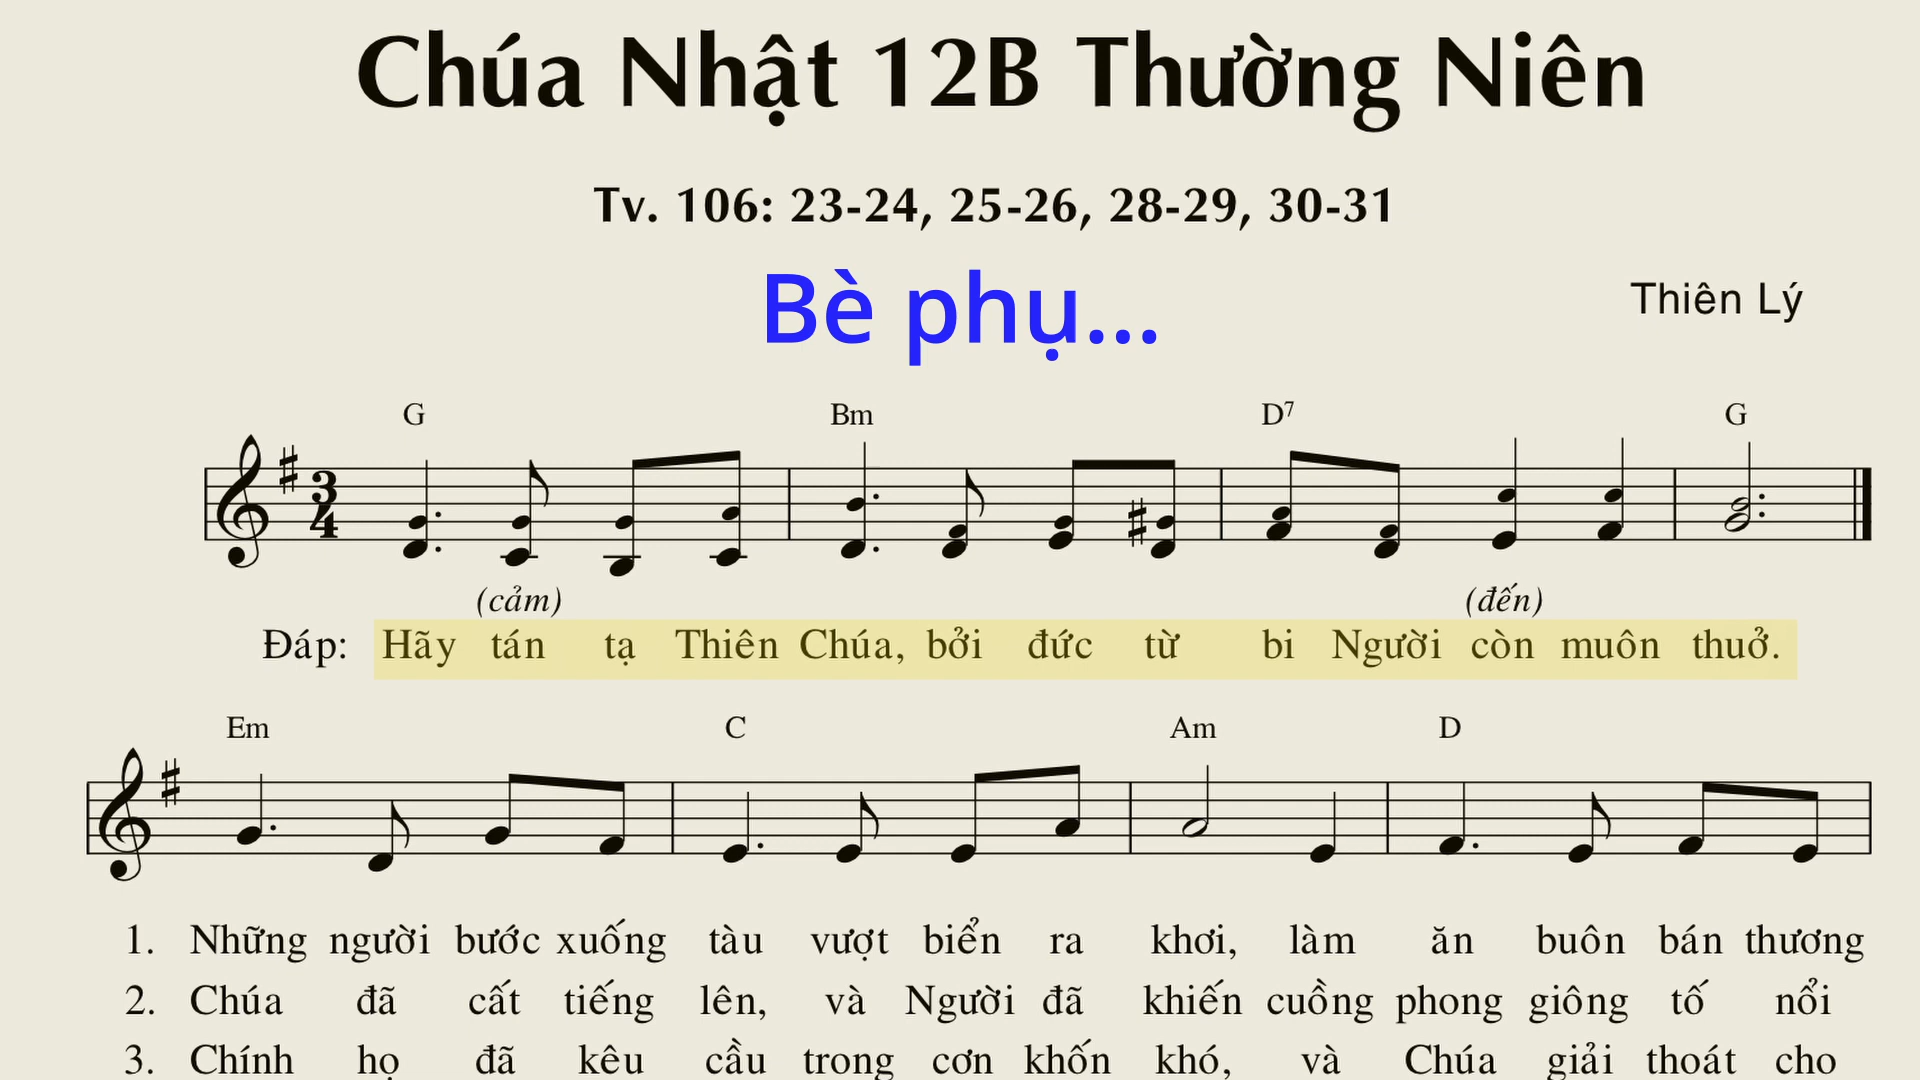 Chúa Nhật 12B Thường Niên
Tv. 106: 23-24, 25-26, 28-29, 30-31
Bè phụ...
Thiên Lý
G Bm D7 G
3
4
(cảm) (đến)
Đáp: Hãy tán tạ Thiên Chúa, bởi đức từ bi Người còn muôn thuở.
Em C Am D
1. Những người bước xuống tàu vượt biển ra khơi, làm ăn buôn bán thương
2. Chúa đã cất tiếng lên, và Người đã khiến cuồng phong giông tố nổi
3. Chính họ đã kêu cầu trong cơn khốn khó, và Chúa giải thoát cho